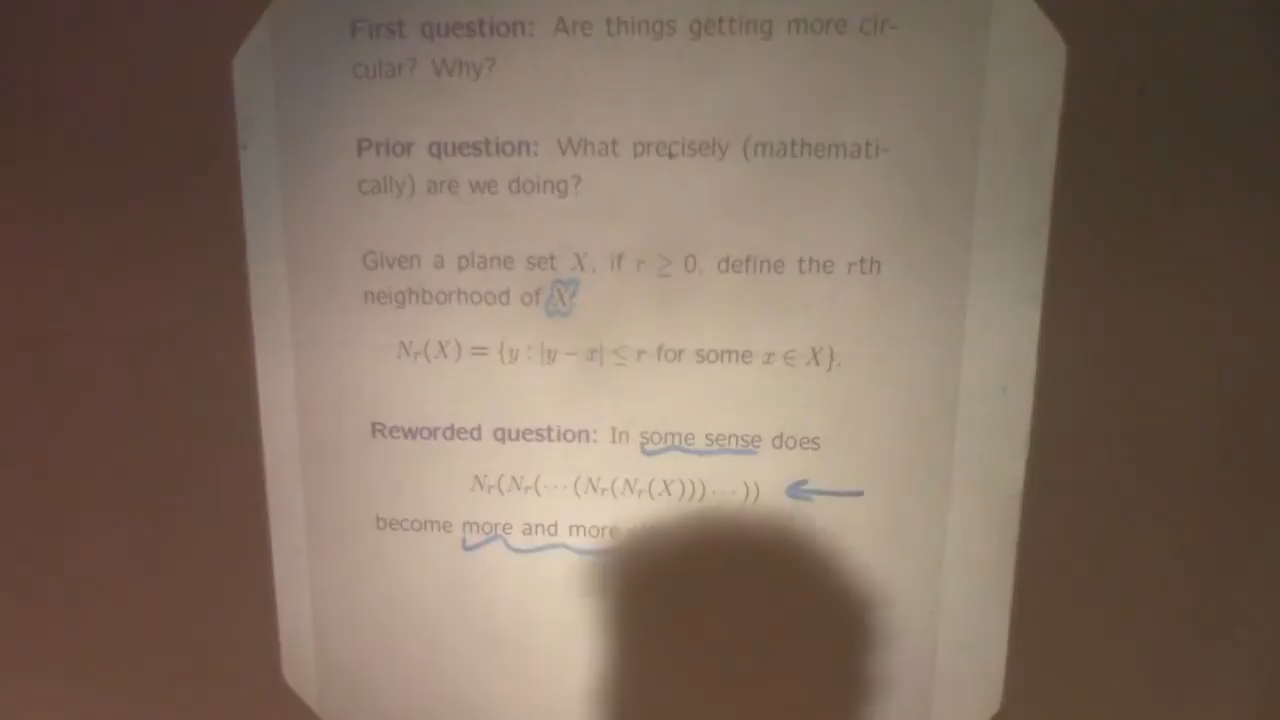 First question: Are things getting more cir-
cular? Why?
Prior question: What precisely (mathemati-
cally) are we doing?
Given a plane set X, if r ≥ 0, define the rth
neighborhood of X:
N_r(X) = {y : |y − x| ≤ r for some x ∈ X}.
Reworded question: In some sense does
N_r(N_r(⋯(N_r(N_r(X)))⋯))
become more and more